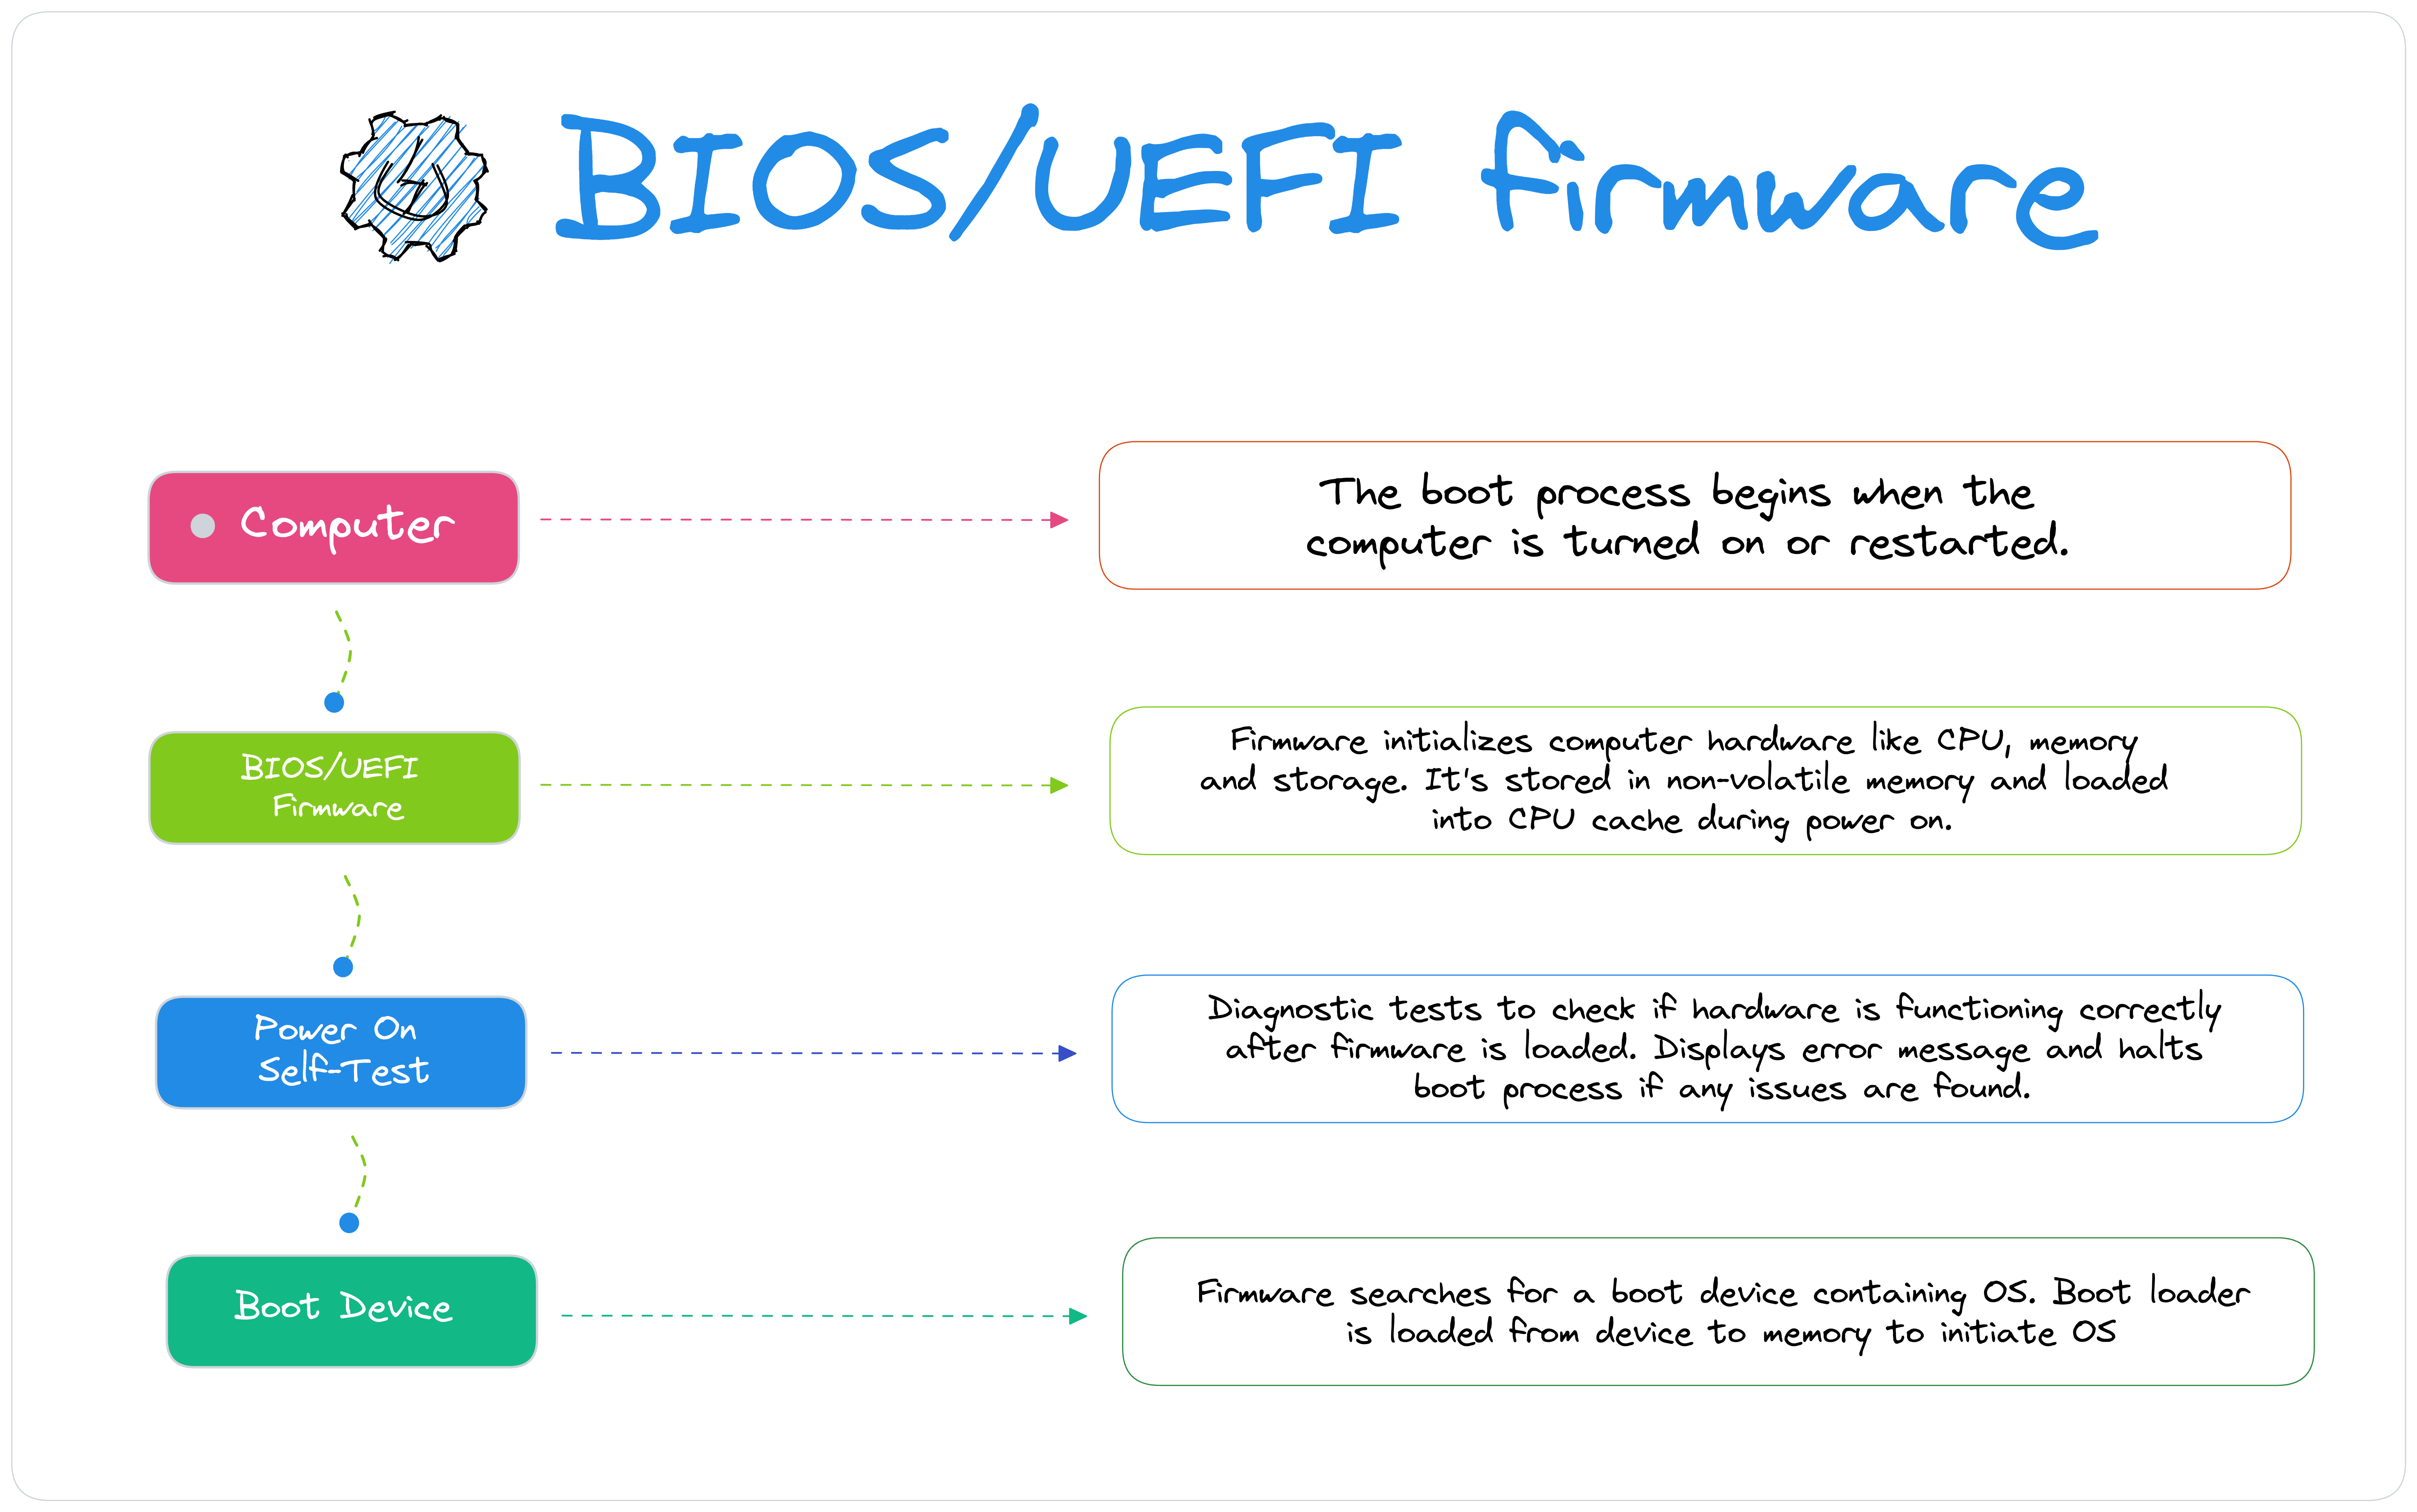 BIOS/UEFI firmware
Computer
The boot process begins when the
computer is turned on or restarted.
BIOS/UEFI
Firmware
Firmware initializes computer hardware like CPU, memory
and storage. It's stored in non-volatile memory and loaded
into CPU cache during power on.
Power On
Self-Test
Diagnostic tests to check if hardware is functioning correctly
after firmware is loaded. Displays error message and halts
boot process if any issues are found.
Boot Device
Firmware searches for a boot device containing OS. Boot loader
is loaded from device to memory to initiate OS